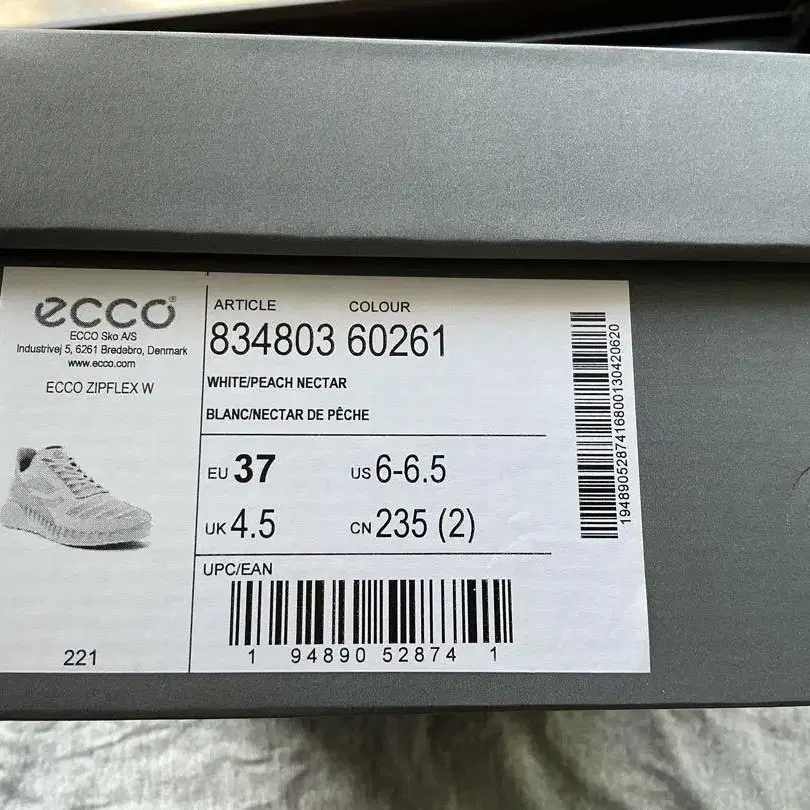 ecco®
ECCO Sko A/S
Industrivej 5, 6261 Bredebro, Denmark
www.ecco.com
ECCO ZIPFLEX W
221
ARTICLE COLOUR
834803 60261
WHITE/PEACH NECTAR
BLANC/NECTAR DE PÊCHE
EU 37 US 6-6.5
UK 4.5 CN 235 (2)
UPC/EAN
1 94890 52874 1
19489052874168001304​20620